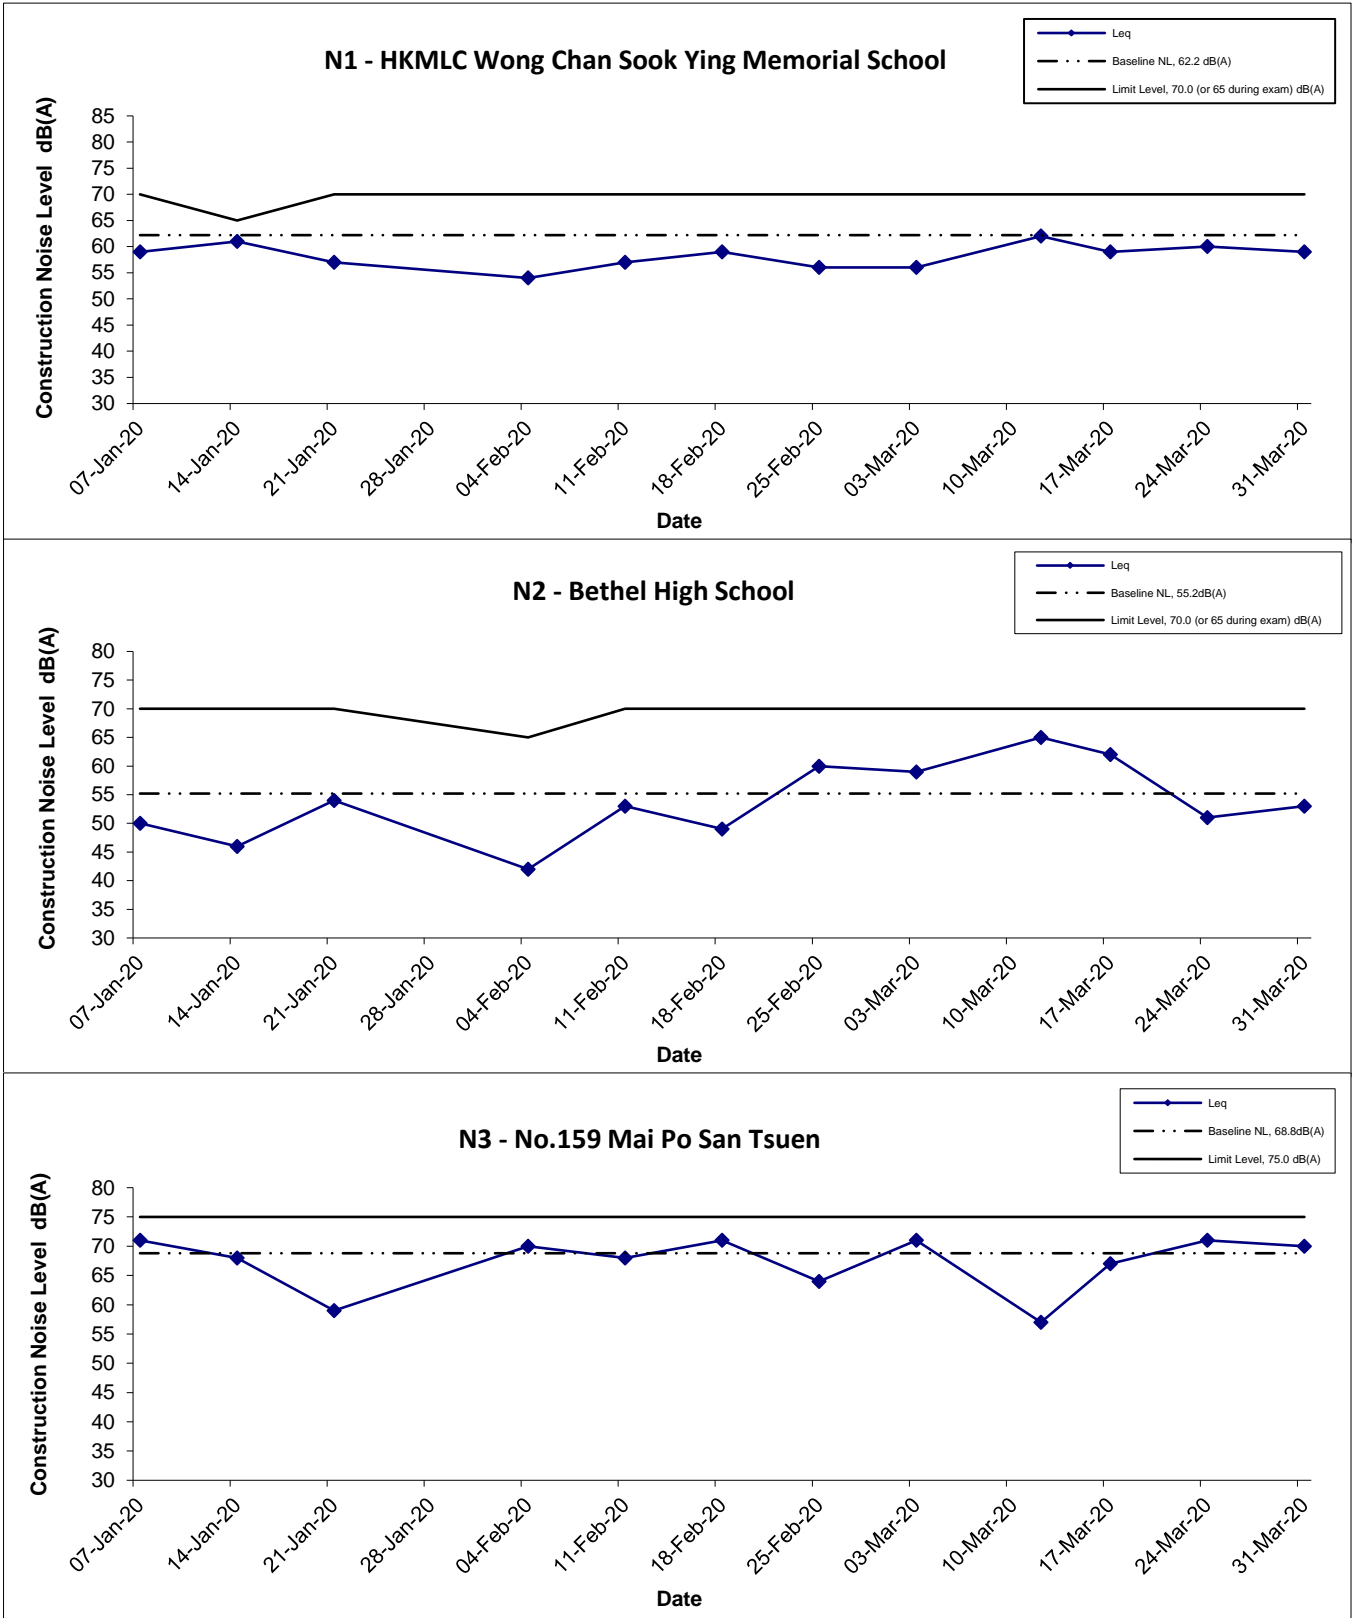 N1 - HKMLC Wong Chan Sook Ying Memorial School
Leq
Baseline NL, 62.2 dB(A)
Limit Level, 70.0 (or 65 during exam) dB(A)
Construction Noise Level dB(A)
85
80
75
70
65
60
55
50
45
40
35
30
07-Jan-20
14-Jan-20
21-Jan-20
28-Jan-20
04-Feb-20
11-Feb-20
18-Feb-20
25-Feb-20
03-Mar-20
10-Mar-20
17-Mar-20
24-Mar-20
31-Mar-20
Date
N2 - Bethel High School
Leq
Baseline NL, 55.2dB(A)
Limit Level, 70.0 (or 65 during exam) dB(A)
Construction Noise Level dB(A)
80
75
70
65
60
55
50
45
40
35
30
07-Jan-20
14-Jan-20
21-Jan-20
28-Jan-20
04-Feb-20
11-Feb-20
18-Feb-20
25-Feb-20
03-Mar-20
10-Mar-20
17-Mar-20
24-Mar-20
31-Mar-20
Date
N3 - No.159 Mai Po San Tsuen
Leq
Baseline NL, 68.8dB(A)
Limit Level, 75.0 dB(A)
Construction Noise Level dB(A)
80
75
70
65
60
55
50
45
40
35
30
07-Jan-20
14-Jan-20
21-Jan-20
28-Jan-20
04-Feb-20
11-Feb-20
18-Feb-20
25-Feb-20
03-Mar-20
10-Mar-20
17-Mar-20
24-Mar-20
31-Mar-20
Date